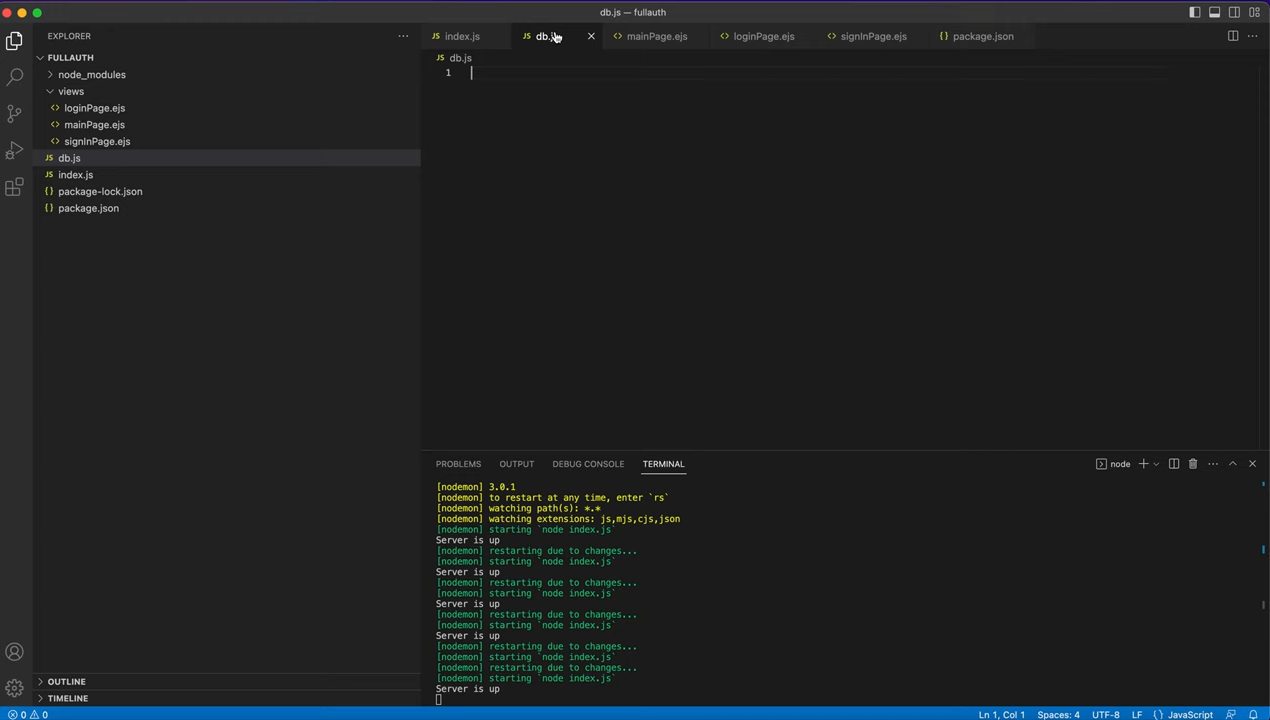 db.js — fullauth
EXPLORER
FULLAUTH
node_modules
views
loginPage.ejs
mainPage.ejs
signInPage.ejs
db.js
index.js
package-lock.json
package.json
OUTLINE
TIMELINE
index.js
mainPage.ejs
loginPage.ejs
signInPage.ejs
package.json
db.js
1
PROBLEMS OUTPUT DEBUG CONSOLE TERMINAL
node
[nodemon] 3.0.1
[nodemon] to restart at any time, enter `rs`
[nodemon] watching path(s): *.*
[nodemon] watching extensions: js,mjs,cjs,json
[nodemon] starting `node index.js`
Server is up
[nodemon] restarting due to changes...
[nodemon] starting `node index.js`
Server is up
[nodemon] restarting due to changes...
[nodemon] starting `node index.js`
Server is up
[nodemon] restarting due to changes...
[nodemon] starting `node index.js`
Server is up
[nodemon] restarting due to changes...
[nodemon] starting `node index.js`
[nodemon] restarting due to changes...
[nodemon] starting `node index.js`
Server is up
0 0
Ln 1, Col 1 Spaces: 4 UTF-8 LF {} JavaScript